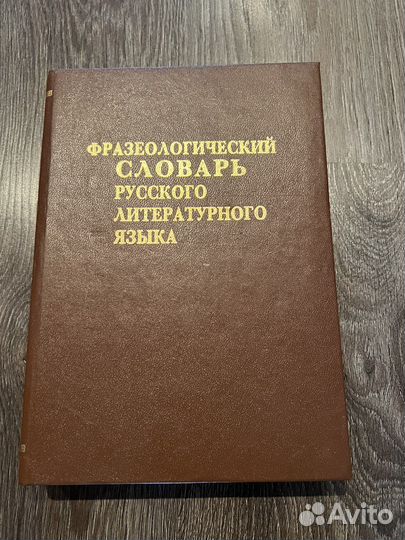 ФРАЗЕОЛОГИЧЕСКИЙ
СЛОВАРЬ
РУССКОГО
ЛИТЕРАТУРНОГО
ЯЗЫКА
Avito